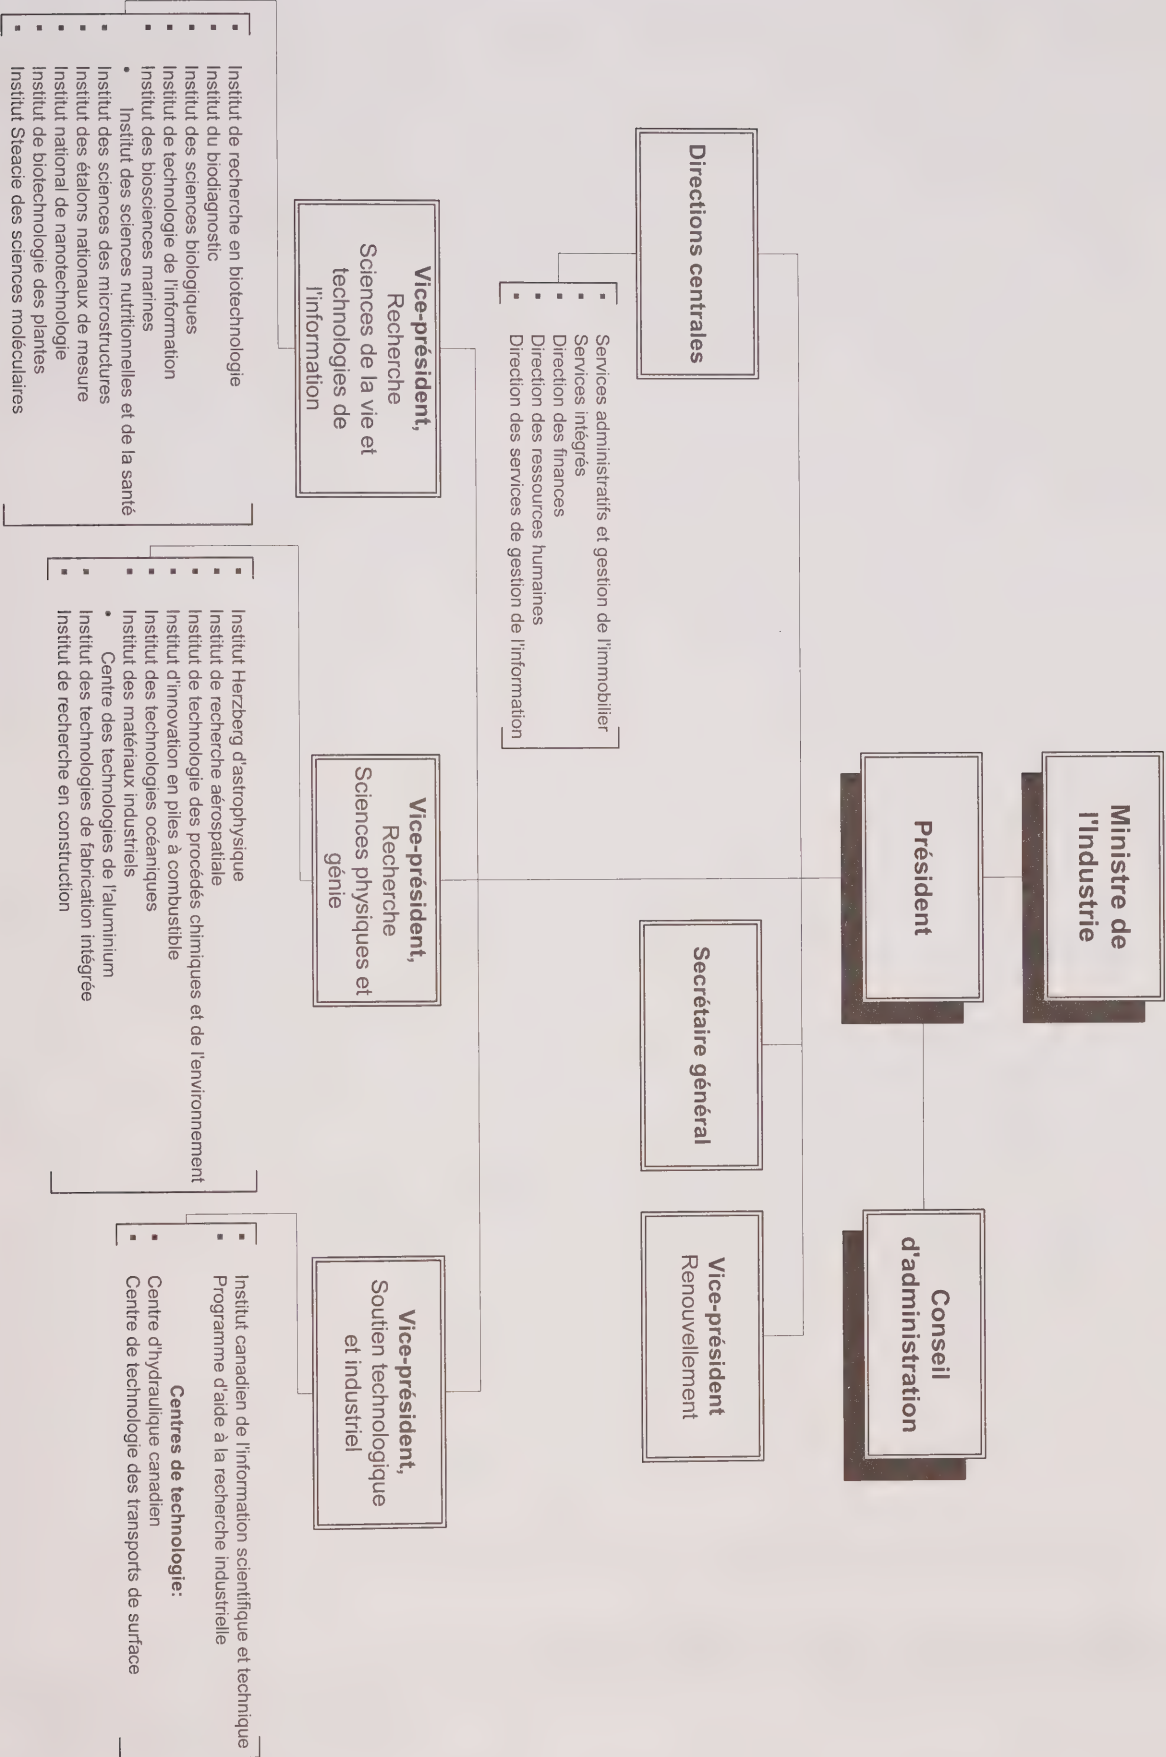 Ministre de
l'Industrie
Président
Conseil
d'administration
Directions centrales
Secrétaire général
Vice-président
Renouvellement
Services administratifs et gestion de l'immobilier
Services intégrés
Direction des finances
Direction des ressources humaines
Direction des services de gestion de l'information
Vice-président,
Recherche
Sciences de la vie et
technologies de
l'information
Vice-président,
Recherche
Sciences physiques et
génie
Vice-président,
Soutien technologique
et industriel
Institut de recherche en biotechnologie
Institut du biodiagnostic
Institut des sciences biologiques
Institut de technologie de l'information
Institut des biosciences marines
• Institut des sciences nutritionnelles et de la santé
Institut des sciences des microstructures
Institut des étalons nationaux de mesure
Institut national de nanotechnologie
Institut de biotechnologie des plantes
Institut Steacie des sciences moléculaires
Institut Herzberg d'astrophysique
Institut de recherche aérospatiale
Institut de technologie des procédés chimiques et de l'environnement
Institut d'innovation en piles à combustible
Institut des technologies océaniques
Institut des matériaux industriels
• Centre des technologies de l'aluminium
Institut des technologies de fabrication intégrée
Institut de recherche en construction
Institut canadien de l'information scientifique et technique
Programme d'aide à la recherche industrielle
Centres de technologie:
Centre d'hydraulique canadien
Centre de technologie des transports de surface